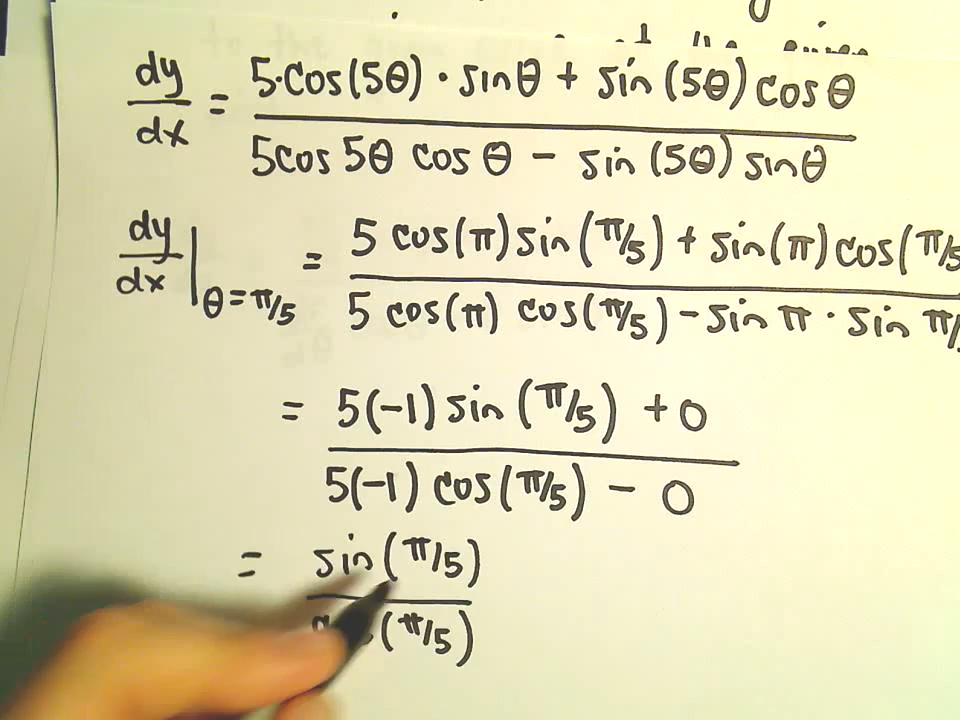 dy/dx = 5·cos(5θ) · sinθ + sin(5θ) cosθ
5cos 5θ cos θ − sin(5θ) sinθ
dy/dx |θ=π/5 = 5 cos(π) sin(π/5) + sin(π) cos(π/5
5 cos(π) cos(π/5) − sin π · sin π/5
= 5(-1) sin(π/5) + 0
5(-1) cos(π/5) − 0
= sin(π/5)
(π/5)